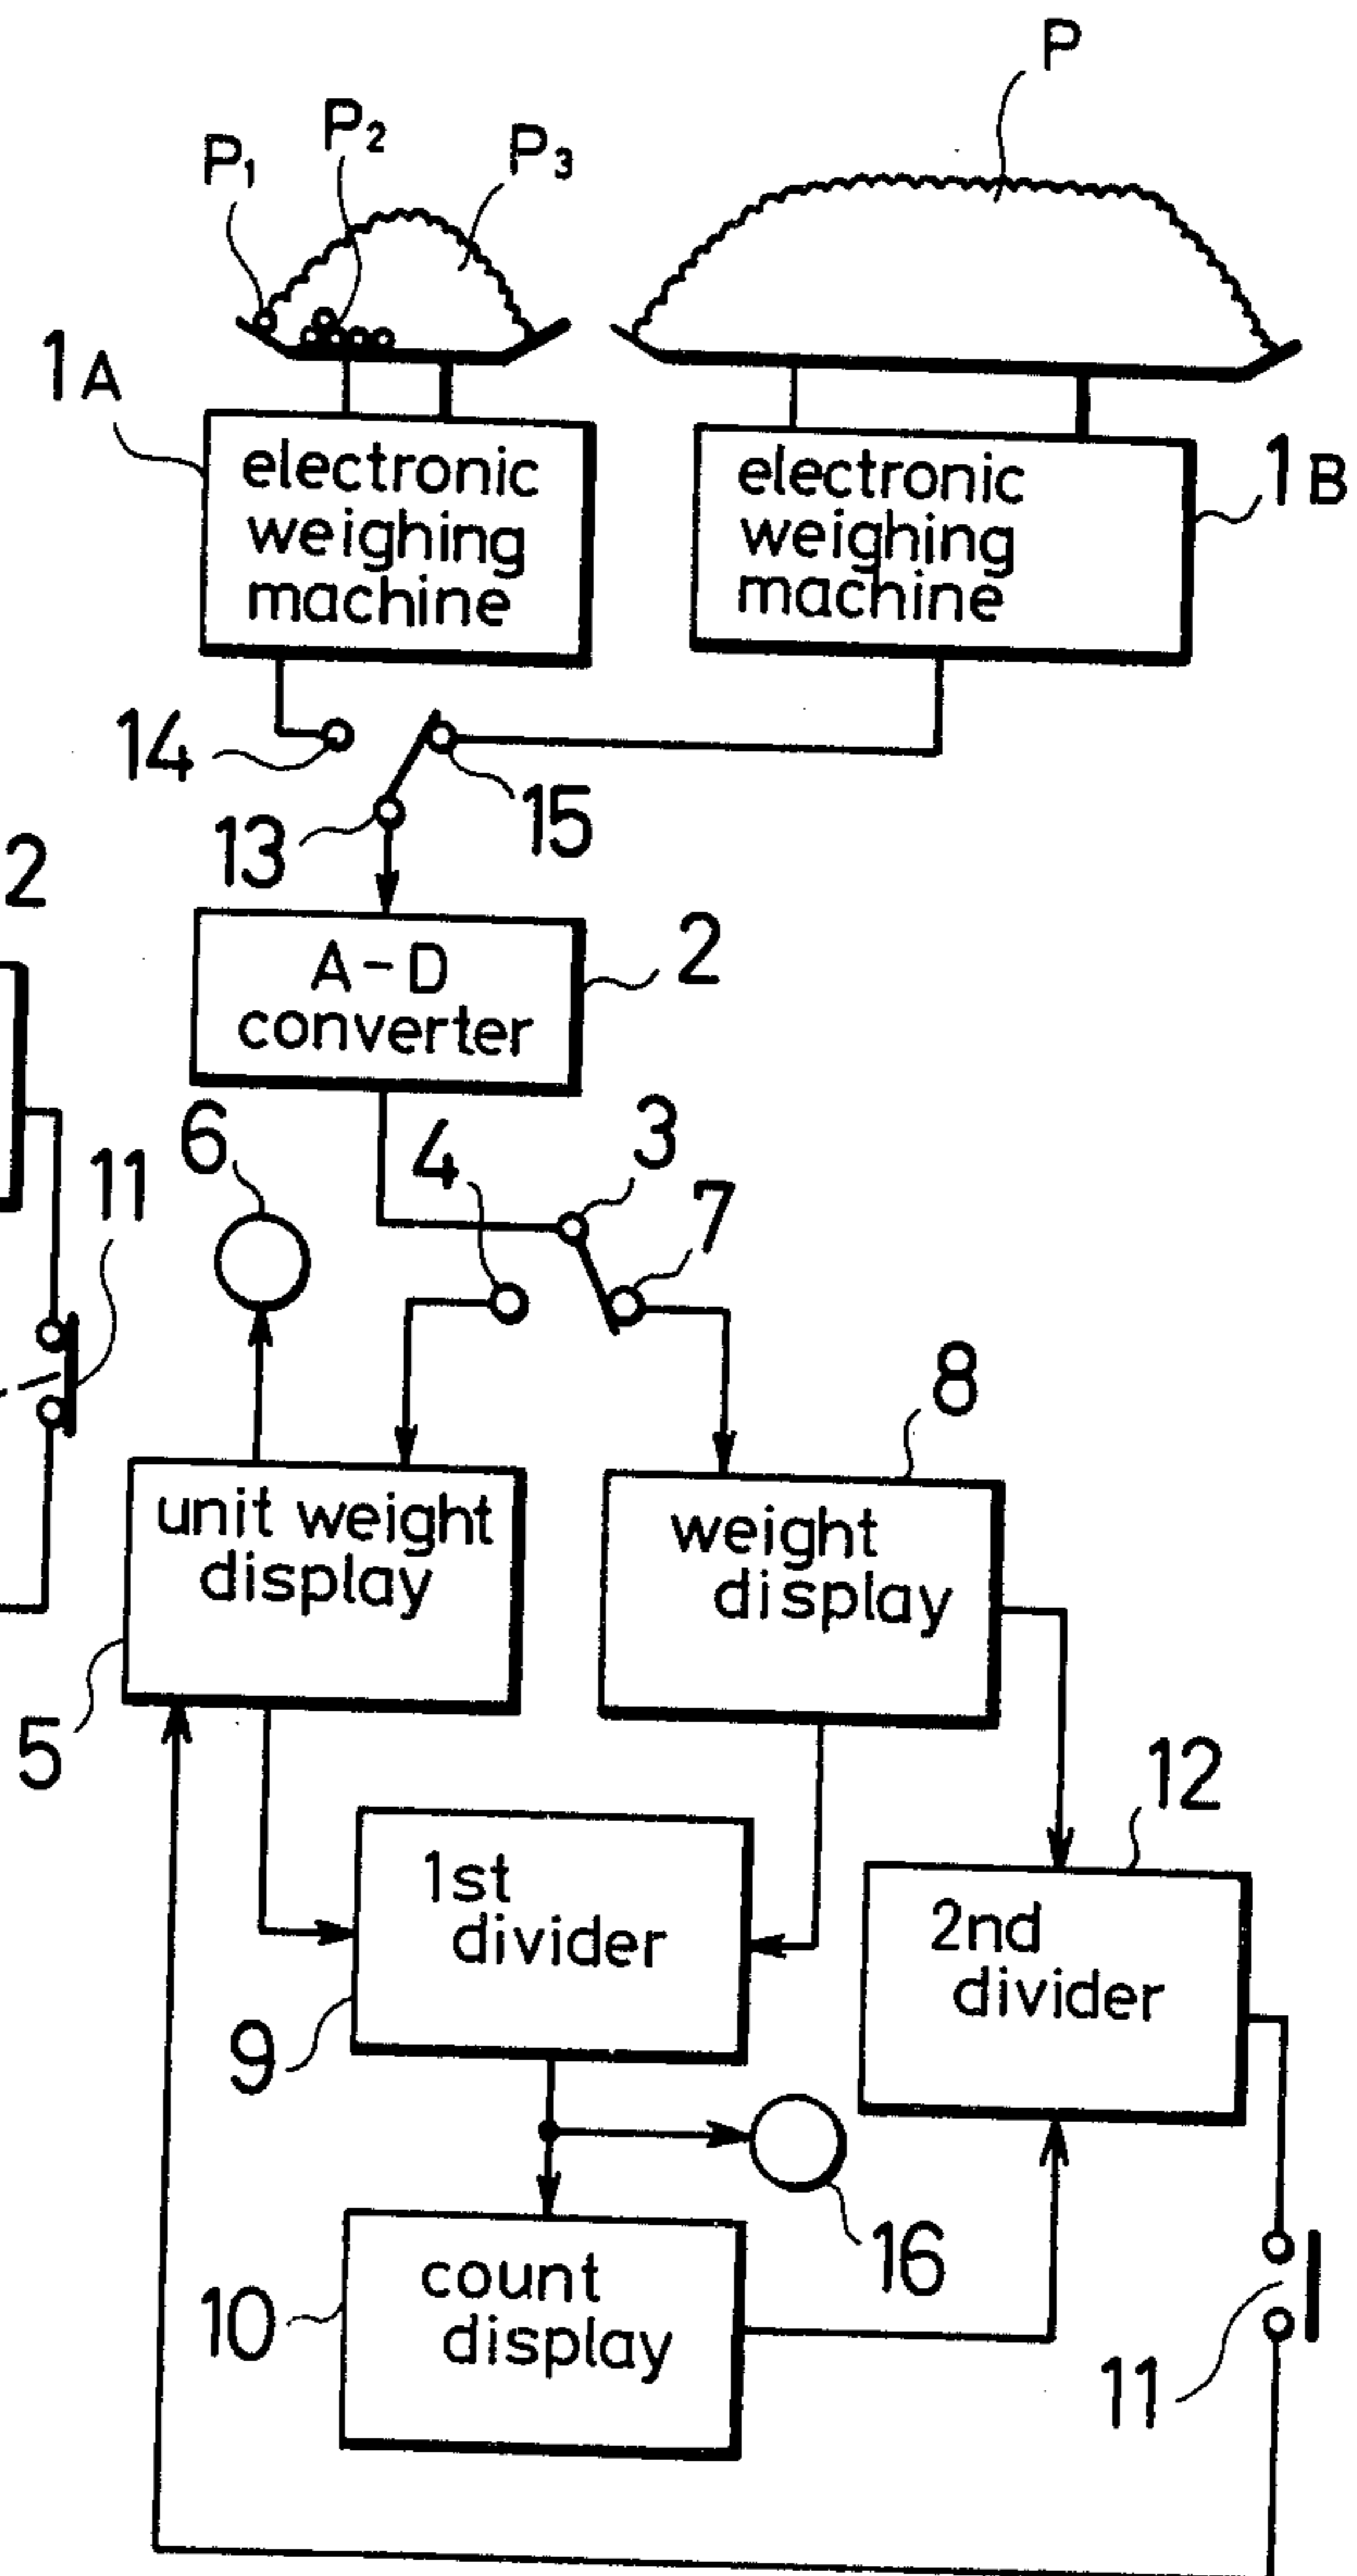 P
P1
P2
P3
1A
electronic
weighing
machine
electronic
weighing
machine
1B
14
13
15
2
A-D
converter
2
6
4
3
7
11
8
unit weight
display
weight
display
5
12
1st
divider
2nd
divider
9
16
count
display
10
11